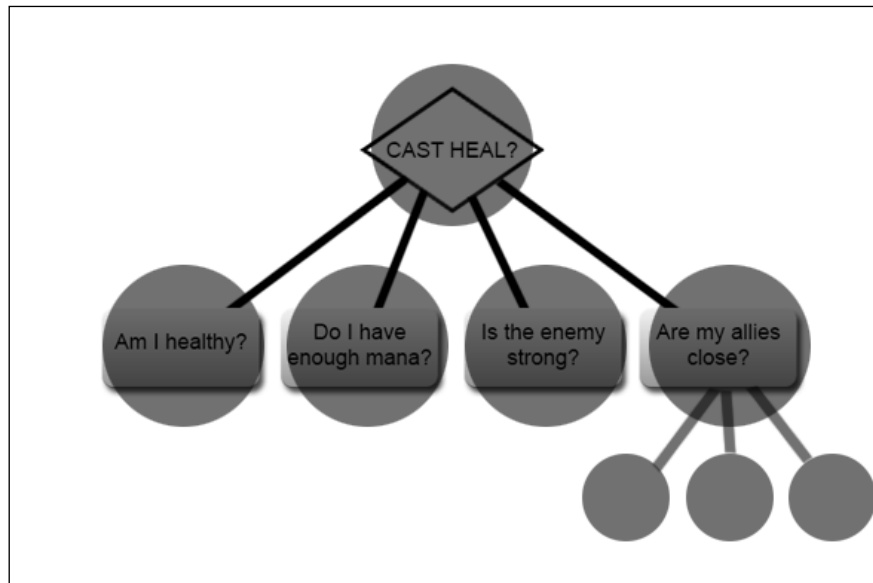 CAST HEAL?
Am I healthy?
Do I have
enough mana?
Is the enemy
strong?
Are my allies
close?